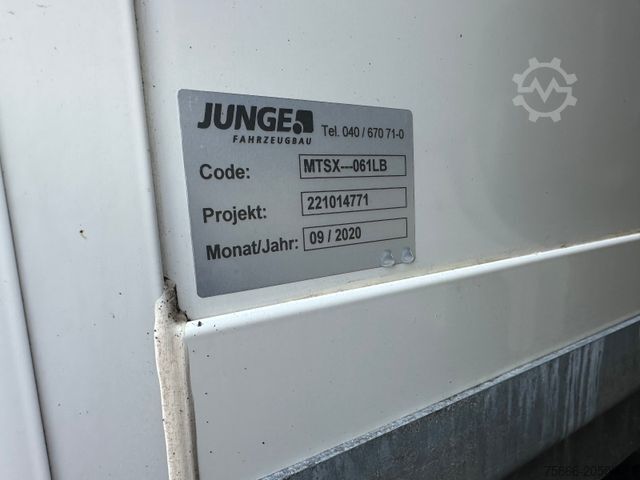 JUNGE
FAHRZEUGBAU
Tel. 040 / 670 71-0
Code: MTSX---061LB
Projekt: 221014771
Monat/Jahr: 09 / 2020